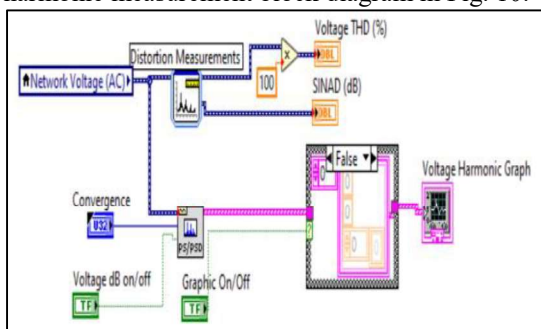 harmonic measurement block diagram in Fig. 10.
Voltage THD (%)
Distortion Measurements
DBL
Network Voltage (AC)
100
SINAD (dB)
DBL
False
Voltage Harmonic Graph
Convergence
U32
PS/PSD
Voltage dB on/off
Graphic On/Off
TF
TF